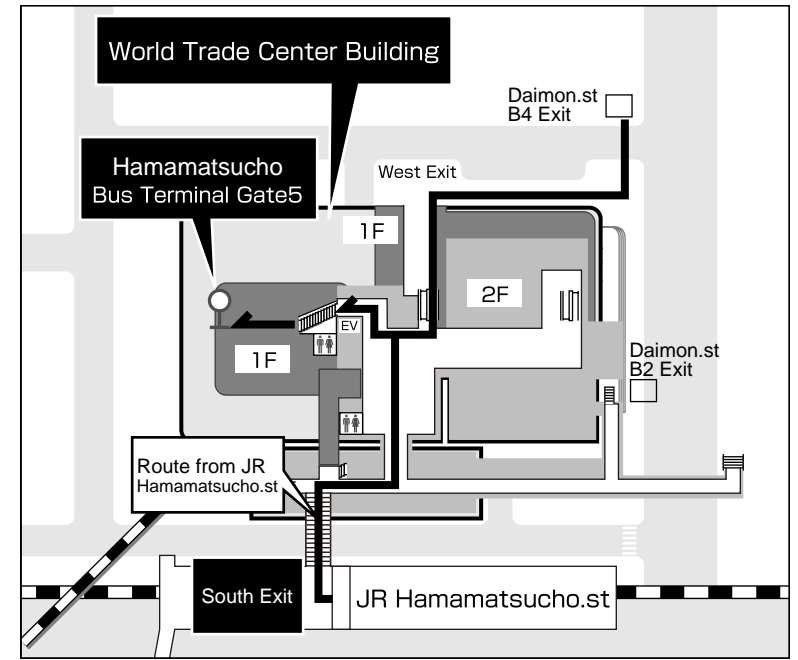 World Trade Center Building
Daimon.st
B4 Exit
Hamamatsucho
Bus Terminal Gate5
West Exit
1F
2F
EV
1F
Daimon.st
B2 Exit
Route from JR
Hamamatsucho.st
South Exit
JR Hamamatsucho.st